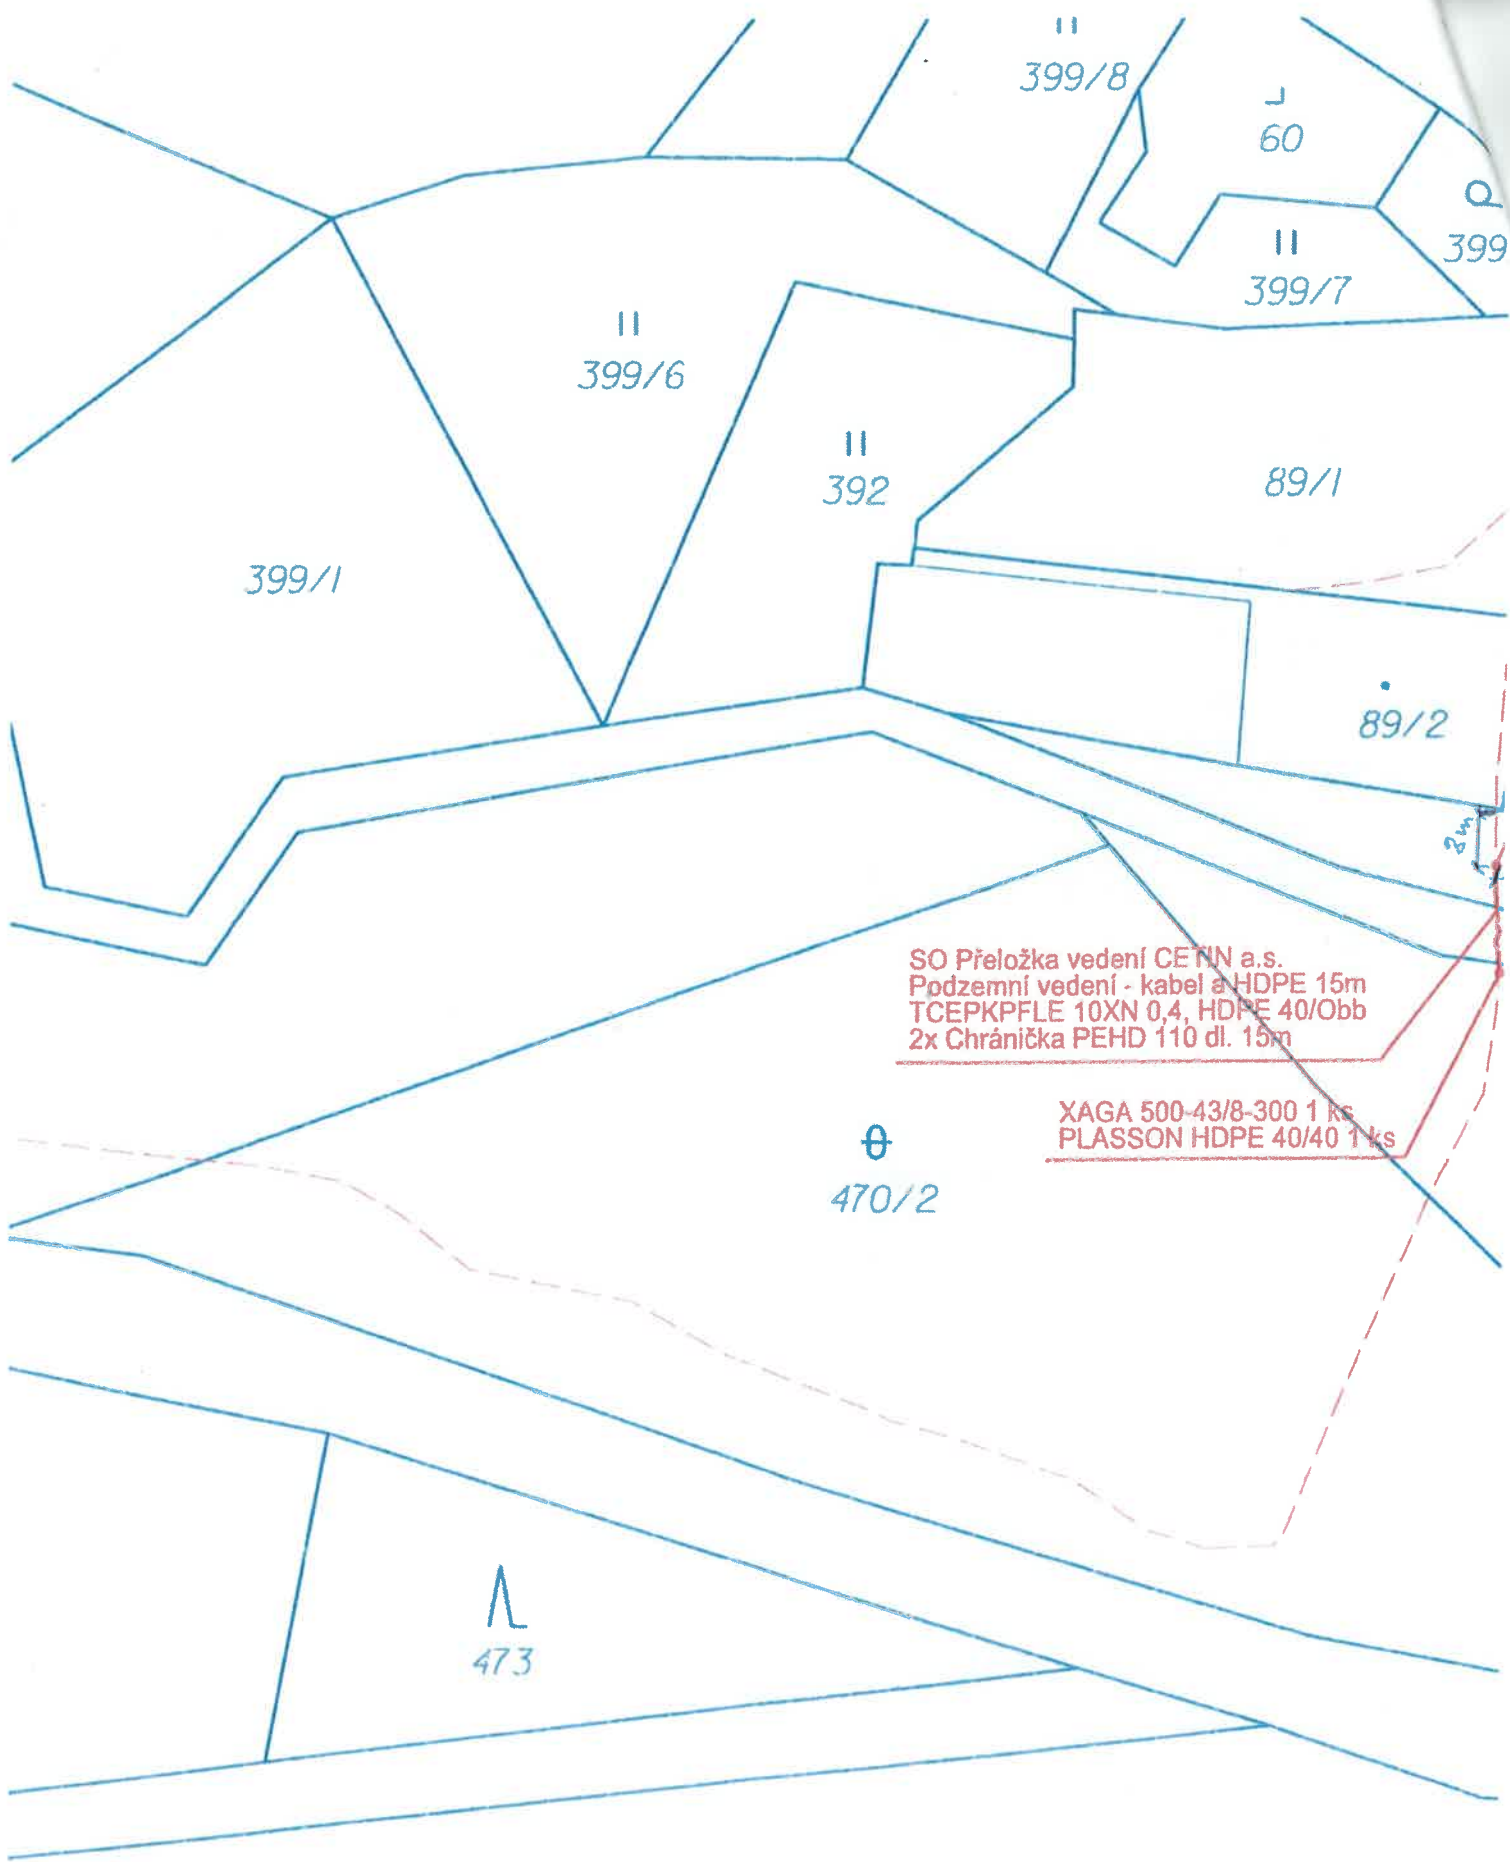 399/8
60
399
399/7
399/6
392
89/1
399/1
89/2
SO Přeložka vedení CETIN a.s.
Podzemní vedení - kabel a HDPE 15m
TCEPKPFLE 10XN 0,4, HDPE 40/Obb
2x Chránička PEHD 110 dl. 15m
XAGA 500-43/8-300 1 ks
PLASSON HDPE 40/40 1 ks
470/2
473